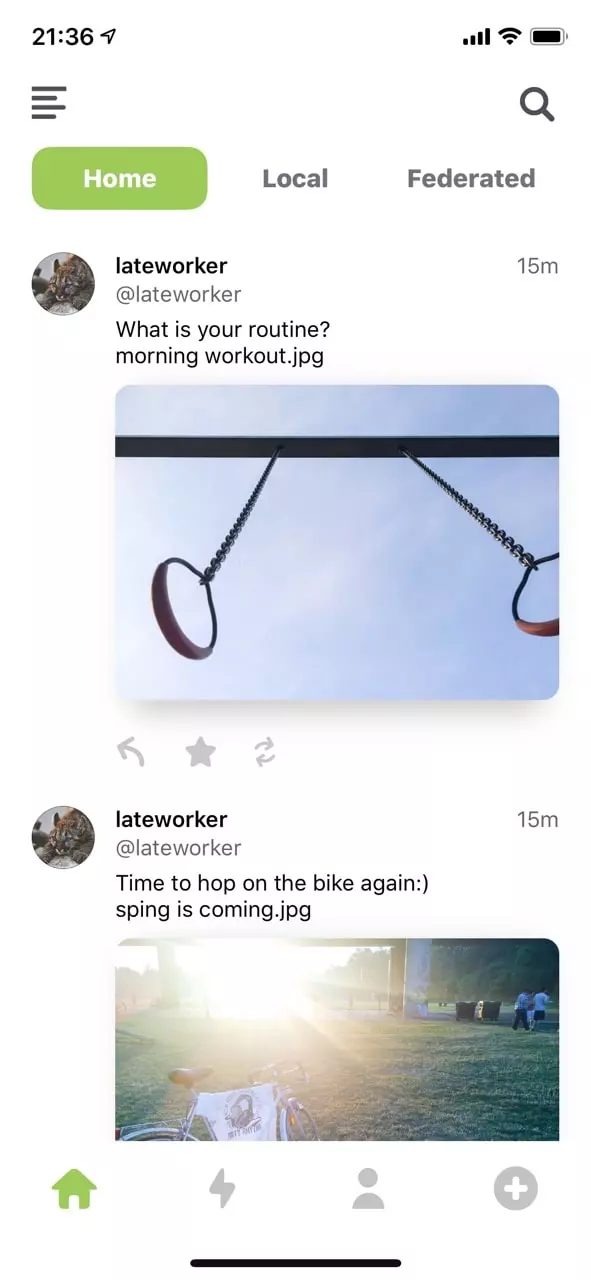 21:36
Home
Local
Federated
lateworker
15m
@lateworker
What is your routine?
morning workout.jpg
lateworker
15m
@lateworker
Time to hop on the bike again:)
sping is coming.jpg